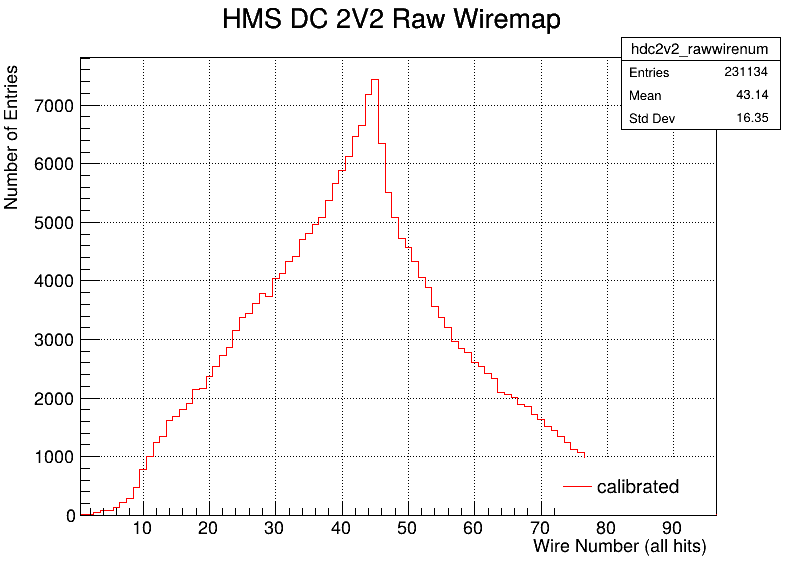 HMS DC 2V2 Raw Wiremap
hdc2v2_rawwirenum
Entries 231134
Mean 43.14
Std Dev 16.35
Number of Entries
7000
6000
5000
4000
3000
2000
1000
0
calibrated
10 20 30 40 50 60 70 80 90
Wire Number (all hits)